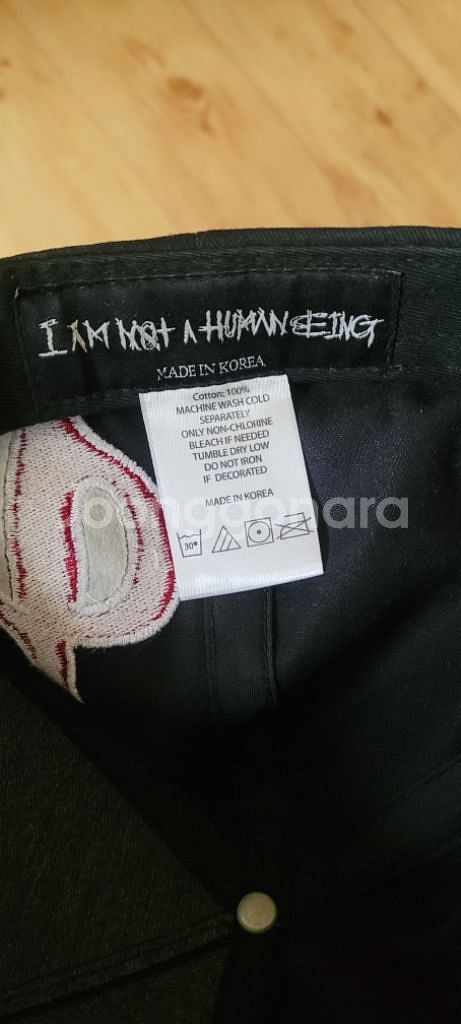 I AM NOT A HUMAN BEING
MADE IN KOREA
Cotton: 100%
MACHINE WASH COLD
SEPARATELY
ONLY NON-CHLORINE
BLEACH IF NEEDED
TUMBLE DRY LOW
DO NOT IRON
IF DECORATED
MADE IN KOREA
joonggonara
30°